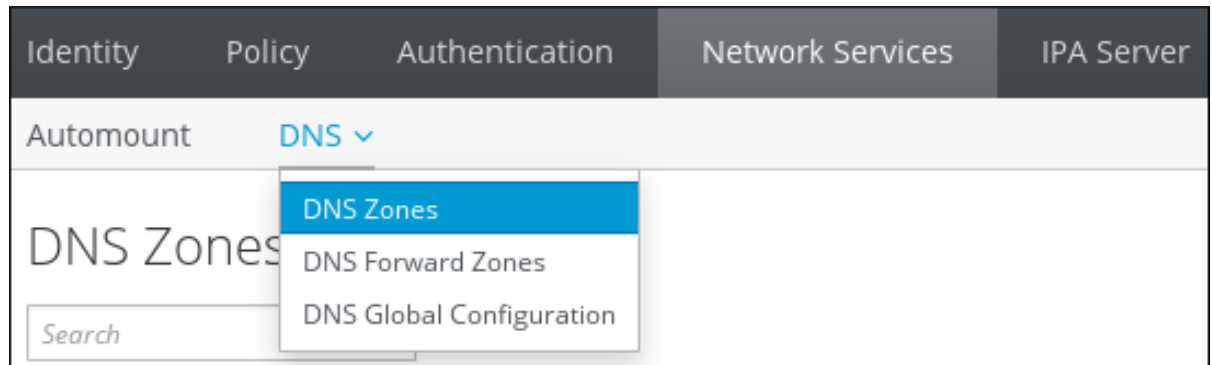 Identity Policy Authentication Network Services IPA Server
Automount DNS
DNS Zones
DNS Zones
DNS Forward Zones
DNS Global Configuration
Search